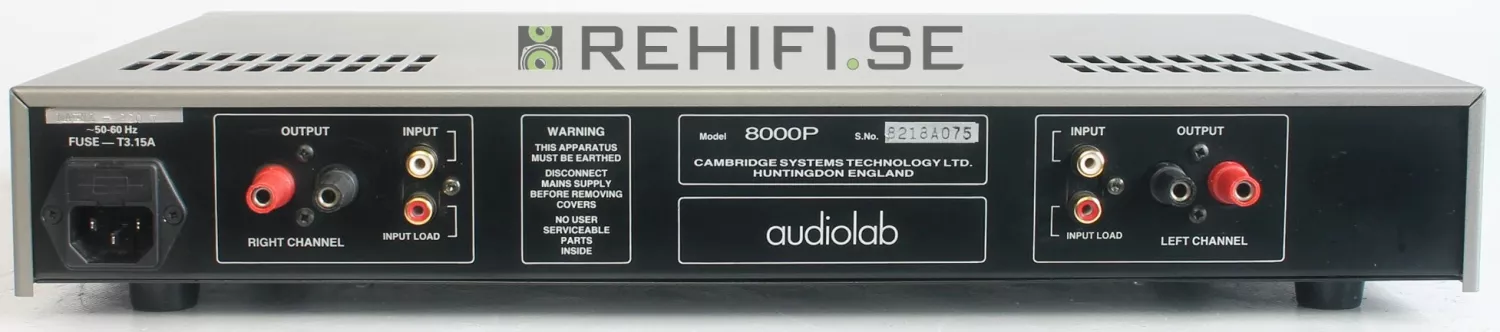 REHIFI.SE
~50-60 Hz
FUSE — T3.15A
OUTPUT
INPUT
INPUT LOAD
RIGHT CHANNEL
WARNING
THIS APPARATUS
MUST BE EARTHED
DISCONNECT
MAINS SUPPLY
BEFORE REMOVING
COVERS
NO USER
SERVICEABLE
PARTS
INSIDE
Model 8000P S.No. 8218A075
CAMBRIDGE SYSTEMS TECHNOLOGY LTD.
HUNTINGDON ENGLAND
audiolab
INPUT
OUTPUT
INPUT LOAD
LEFT CHANNEL